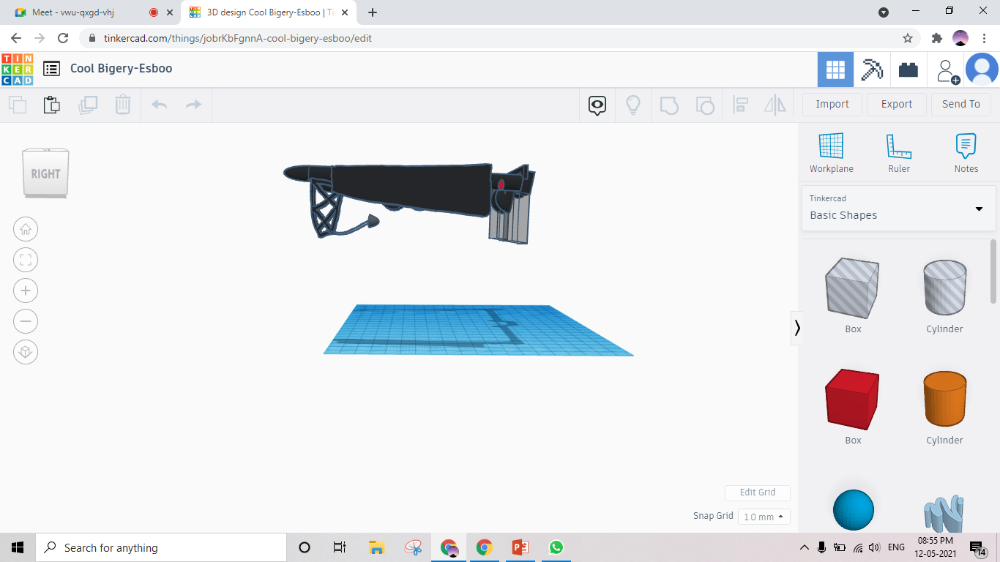 Meet - vwu-qxgd-vhj
3D design Cool Bigery-Esboo | Ti
tinkercad.com/things/jobrKbFgnnA-cool-bigery-esboo/edit
TIN
KER
CAD
Cool Bigery-Esboo
Import
Export
Send To
RIGHT
Workplane
Ruler
Notes
Tinkercad
Basic Shapes
Box
Cylinder
Box
Cylinder
Edit Grid
Snap Grid
1.0 mm
Search for anything
ENG
08:55 PM
12-05-2021
14